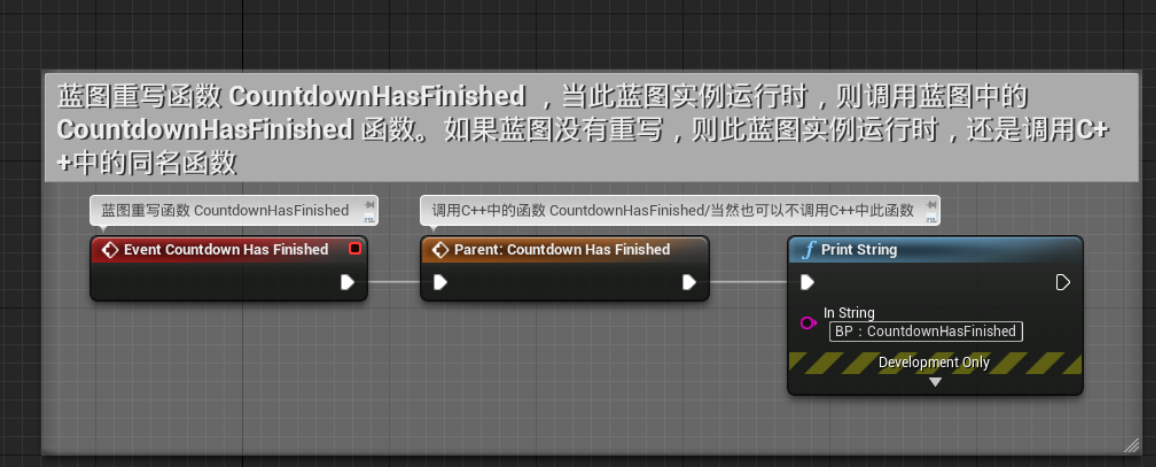 蓝图重写函数 CountdownHasFinished ，当此蓝图实例运行时，则调用蓝图中的
CountdownHasFinished 函数。如果蓝图没有重写，则此蓝图实例运行时，还是调用C+
+中的同名函数
蓝图重写函数 CountdownHasFinished
调用C++中的函数 CountdownHasFinished/当然也可以不调用C++中此函数
Event Countdown Has Finished
Parent: Countdown Has Finished
f Print String
In String
BP：CountdownHasFinished
Development Only